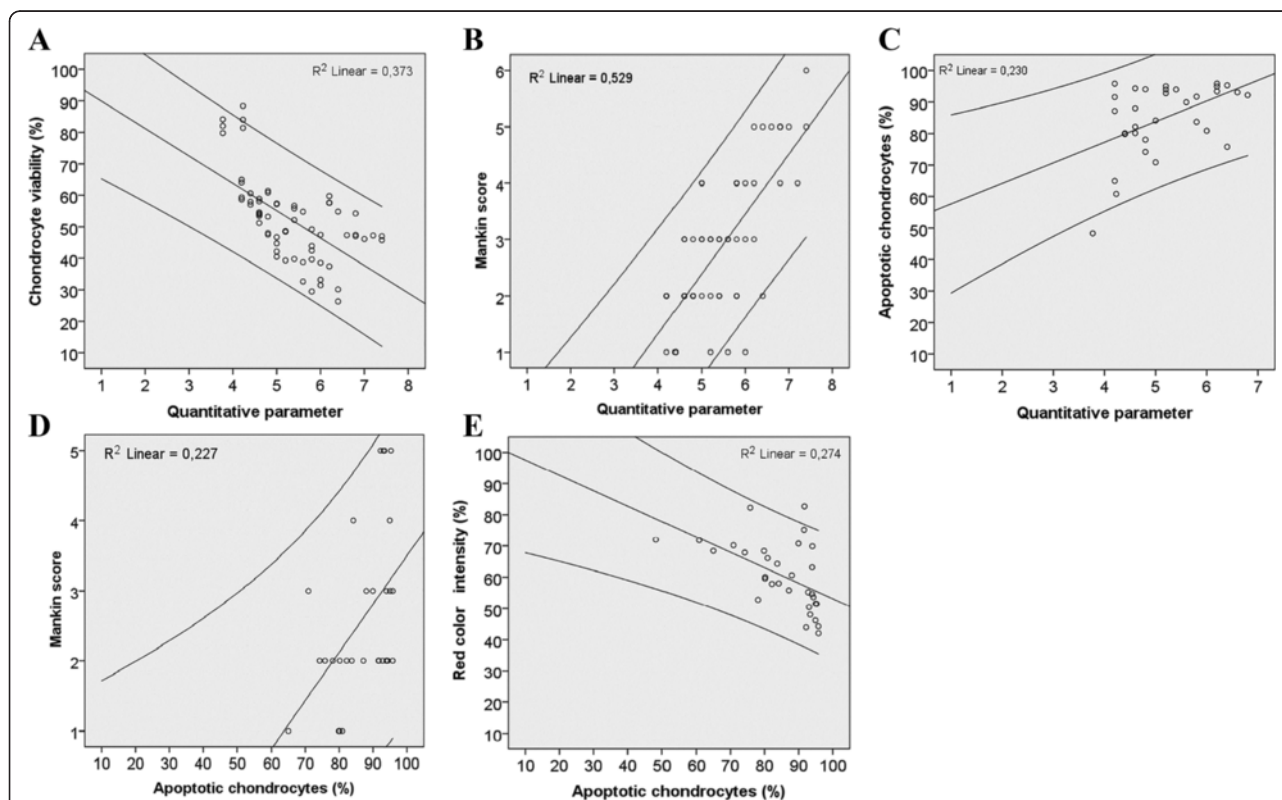 A
R² Linear = 0,373
Chondrocyte viability (%)
100
90
80
70
60
50
40
30
20
10
1 2 3 4 5 6 7 8
Quantitative parameter
B
R² Linear = 0,529
Mankin score
6
5
4
3
2
1
1 2 3 4 5 6 7 8
Quantitative parameter
C
R² Linear = 0,230
Apoptotic chondrocytes (%)
100
90
80
70
60
50
40
30
20
10
1 2 3 4 5 6 7
Quantitative parameter
D
R² Linear = 0,227
Mankin score
5
4
3
2
1
10 20 30 40 50 60 70 80 90 100
Apoptotic chondrocytes (%)
E
R² Linear = 0,274
Red color intensity (%)
100
90
80
70
60
50
40
30
20
10
10 20 30 40 50 60 70 80 90 100
Apoptotic chondrocytes (%)